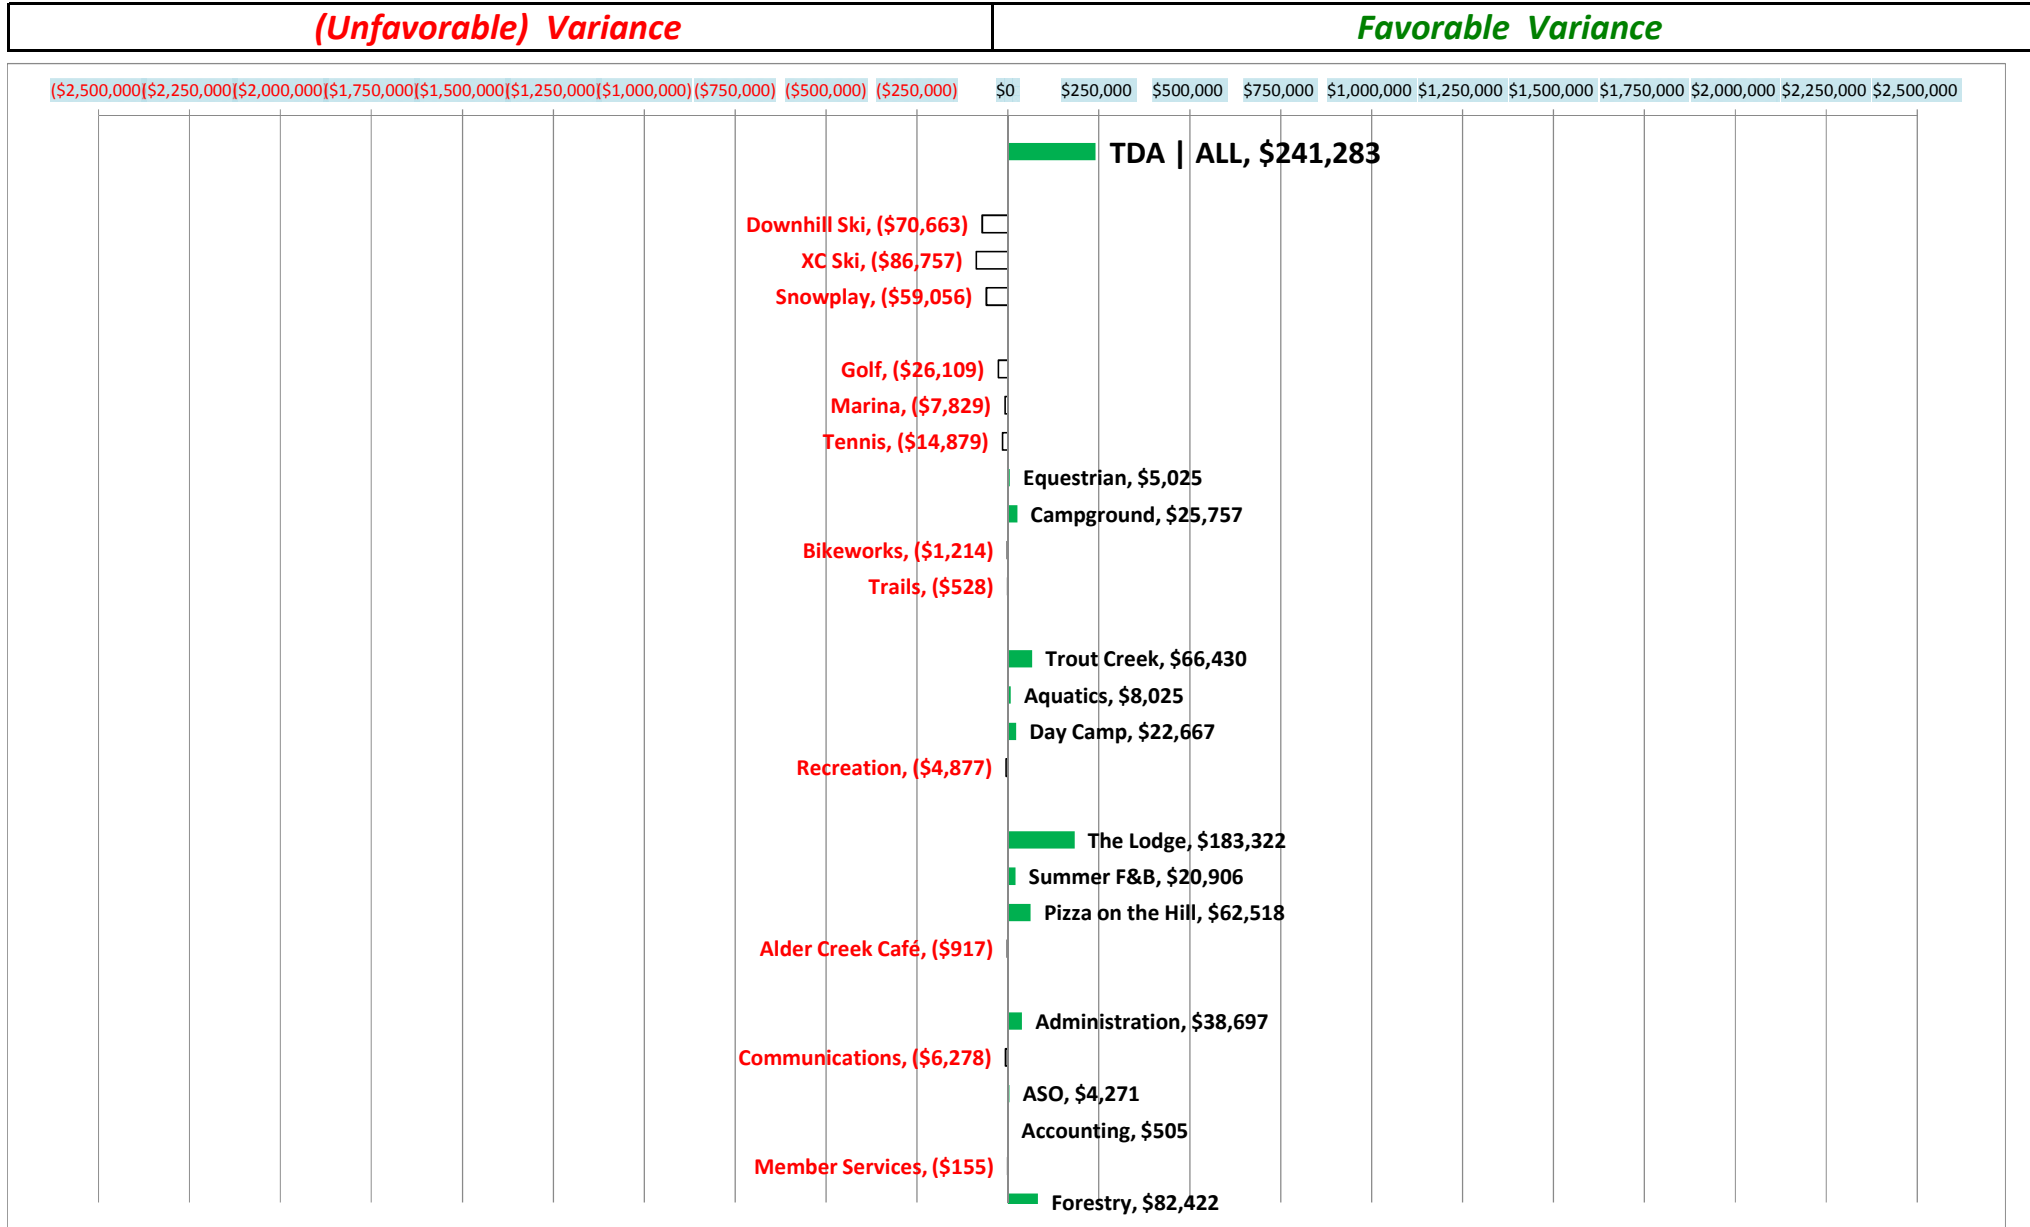 (Unfavorable) Variance
Favorable Variance
($2,500,000) ($2,250,000) ($2,000,000) ($1,750,000) ($1,500,000) ($1,250,000) ($1,000,000) ($750,000) ($500,000) ($250,000) $0 $250,000 $500,000 $750,000 $1,000,000 $1,250,000 $1,500,000 $1,750,000 $2,000,000 $2,250,000 $2,500,000
TDA | ALL, $241,283
Downhill Ski, ($70,663)
XC Ski, ($86,757)
Snowplay, ($59,056)
Golf, ($26,109)
Marina, ($7,829)
Tennis, ($14,879)
Equestrian, $5,025
Campground, $25,757
Bikeworks, ($1,214)
Trails, ($528)
Trout Creek, $66,430
Aquatics, $8,025
Day Camp, $22,667
Recreation, ($4,877)
The Lodge, $183,322
Summer F&B, $20,906
Pizza on the Hill, $62,518
Alder Creek Café, ($917)
Administration, $38,697
Communications, ($6,278)
ASO, $4,271
Accounting, $505
Member Services, ($155)
Forestry, $82,422